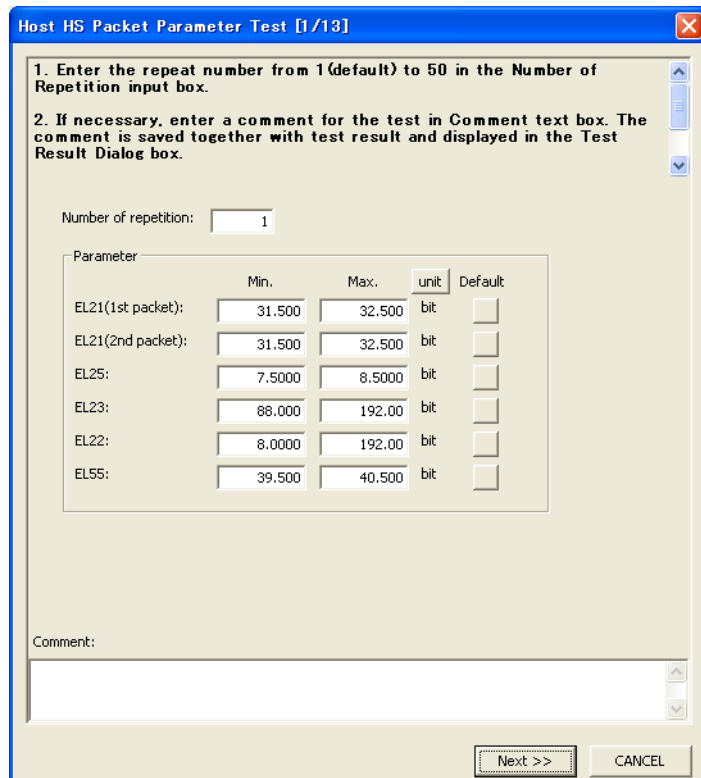 Host HS Packet Parameter Test [1/13]
1. Enter the repeat number from 1(default) to 50 in the Number of
Repetition input box.
2. If necessary, enter a comment for the test in Comment text box. The
comment is saved together with test result and displayed in the Test
Result Dialog box.
Number of repetition: 1
Parameter
Min. Max. unit Default
EL21(1st packet): 31.500 32.500 bit
EL21(2nd packet): 31.500 32.500 bit
EL25: 7.5000 8.5000 bit
EL23: 88.000 192.00 bit
EL22: 8.0000 192.00 bit
EL55: 39.500 40.500 bit
Comment:
Next >> CANCEL